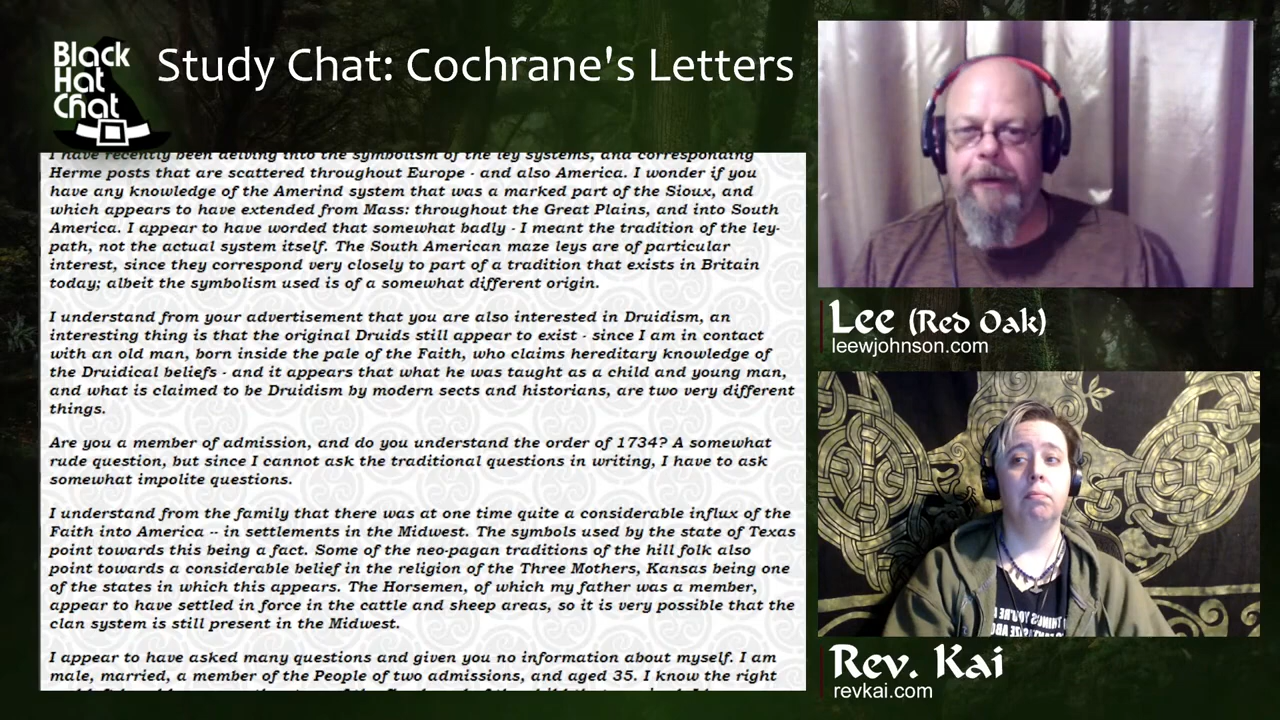 Black
Hat
Chat
Study Chat: Cochrane's Letters
I have recently been delving into the symbolism of the ley systems, and corresponding
Herme posts that are scattered throughout Europe - and also America. I wonder if you
have any knowledge of the Amerind system that was a marked part of the Sioux, and
which appears to have extended from Mass: throughout the Great Plains, and into South
America. I appear to have worded that somewhat badly - I meant the tradition of the ley-
path, not the actual system itself. The South American maze leys are of particular
interest, since they correspond very closely to part of a tradition that exists in Britain
today; albeit the symbolism used is of a somewhat different origin.
I understand from your advertisement that you are also interested in Druidism, an
interesting thing is that the original Druids still appear to exist - since I am in contact
with an old man, born inside the pale of the Faith, who claims hereditary knowledge of
the Druidical beliefs - and it appears that what he was taught as a child and young man,
and what is claimed to be Druidism by modern sects and historians, are two very different
things.
Are you a member of admission, and do you understand the order of 1734? A somewhat
rude question, but since I cannot ask the traditional questions in writing, I have to ask
somewhat impolite questions.
I understand from the family that there was at one time quite a considerable influx of the
Faith into America -- in settlements in the Midwest. The symbols used by the state of Texas
point towards this being a fact. Some of the neo-pagan traditions of the hill folk also
point towards a considerable belief in the religion of the Three Mothers, Kansas being one
of the states in which this appears. The Horsemen, of which my father was a member,
appear to have settled in force in the cattle and sheep areas, so it is very possible that the
clan system is still present in the Midwest.
I appear to have asked many questions and given you no information about myself. I am
male, married, a member of the People of two admissions, and aged 35. I know the right
Lee (Red Oak)
leewjohnson.com
Rev. Kai
revkai.com